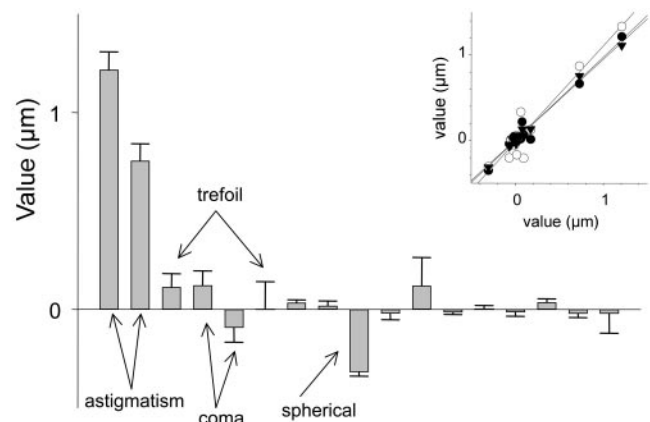 Value (µm)
1
0
trefoil
astigmatism
coma
spherical
value (µm)
1
0
0
1
value (µm)